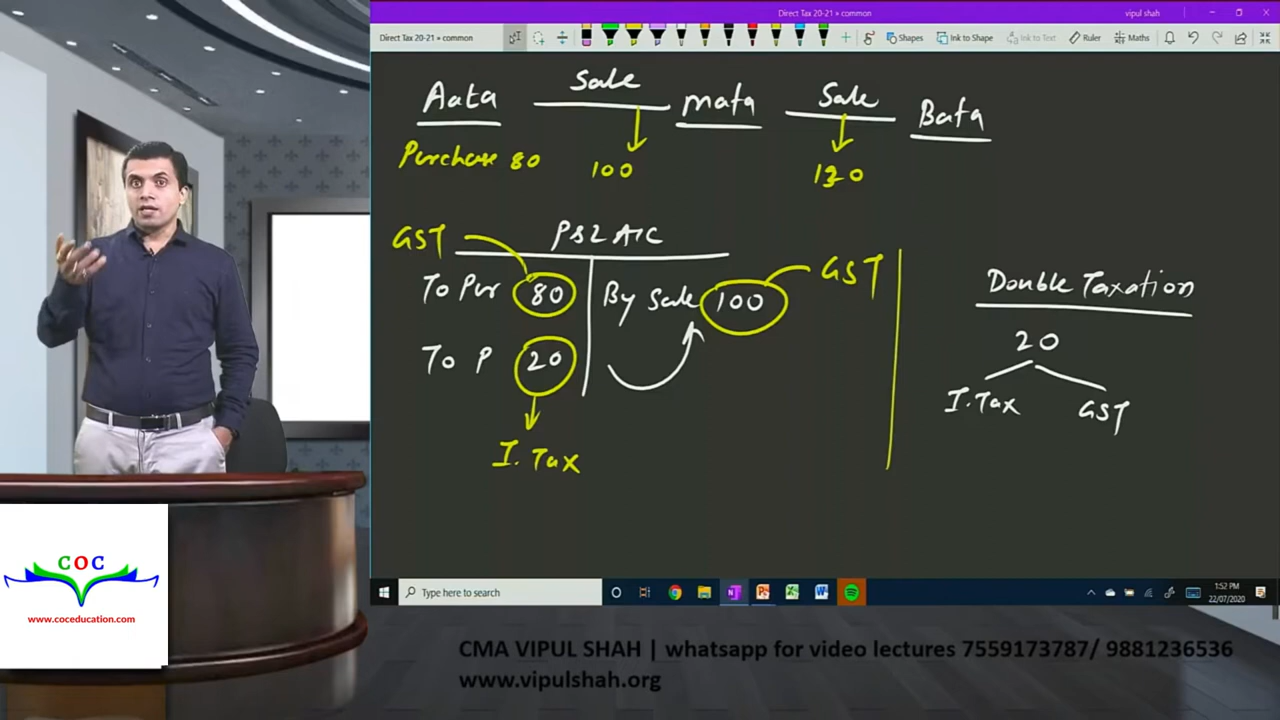 Direct Tax 20-21 » common
vipul shah
Direct Tax 20-21 » common
Shapes
Ink to Shape
Ink to Text
Ruler
Maths
Aata Sale mata Sale Bata
Purchase 80 100 120
GST P&L A/C GST
To Pur 80 By Sale 100
To P 20
I. Tax
Double Taxation
20
I.Tax GST
COC
www.coceducation.com
Type here to search
1:52 PM
22/07/2020
CMA VIPUL SHAH | whatsapp for video lectures 7559173787/ 9881236536
www.vipulshah.org